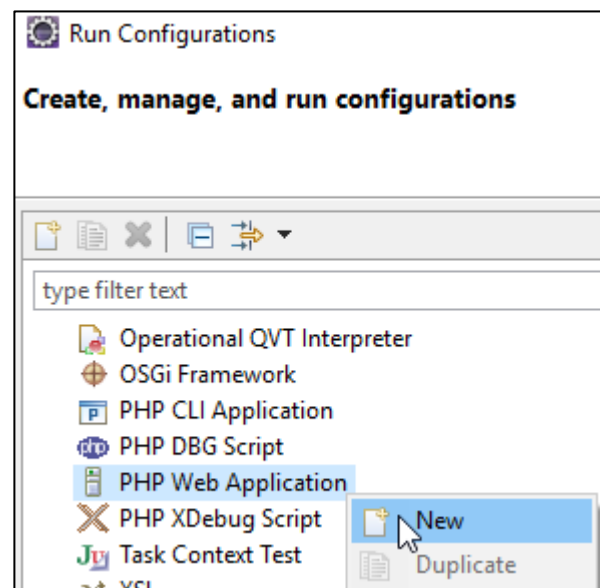 Run Configurations
Create, manage, and run configurations
type filter text
Operational QVT Interpreter
OSGi Framework
PHP CLI Application
PHP DBG Script
PHP Web Application
PHP XDebug Script
New
Task Context Test
Duplicate
XSL